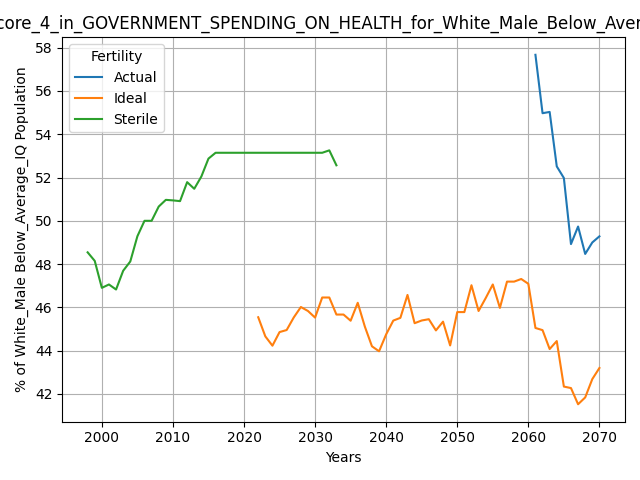 core_4_in_GOVERNMENT_SPENDING_ON_HEALTH_for_White_Male_Below_Aver
Fertility
Actual
Ideal
Sterile
% of White_Male Below_Average_IQ Population
58
56
54
52
50
48
46
44
42
2000 2010 2020 2030 2040 2050 2060 2070
Years